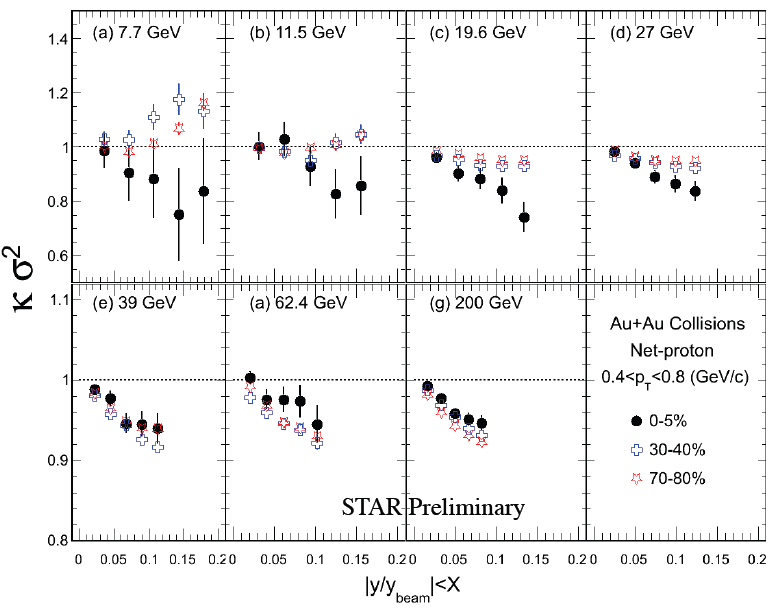 (a) 7.7 GeV
(b) 11.5 GeV
(c) 19.6 GeV
(d) 27 GeV
1.4
1.2
1
0.8
0.6
κ σ²
(e) 39 GeV
(a) 62.4 GeV
(g) 200 GeV
1.1
1
0.9
0.8
Au+Au Collisions
Net-proton
0.4<p_T<0.8 (GeV/c)
0-5%
30-40%
70-80%
STAR Preliminary
0 0.05 0.1 0.15 0.2 0 0.05 0.1 0.15 0.2 0 0.05 0.1 0.15 0.2 0 0.05 0.1 0.15 0.2
|y/y_beam|<X